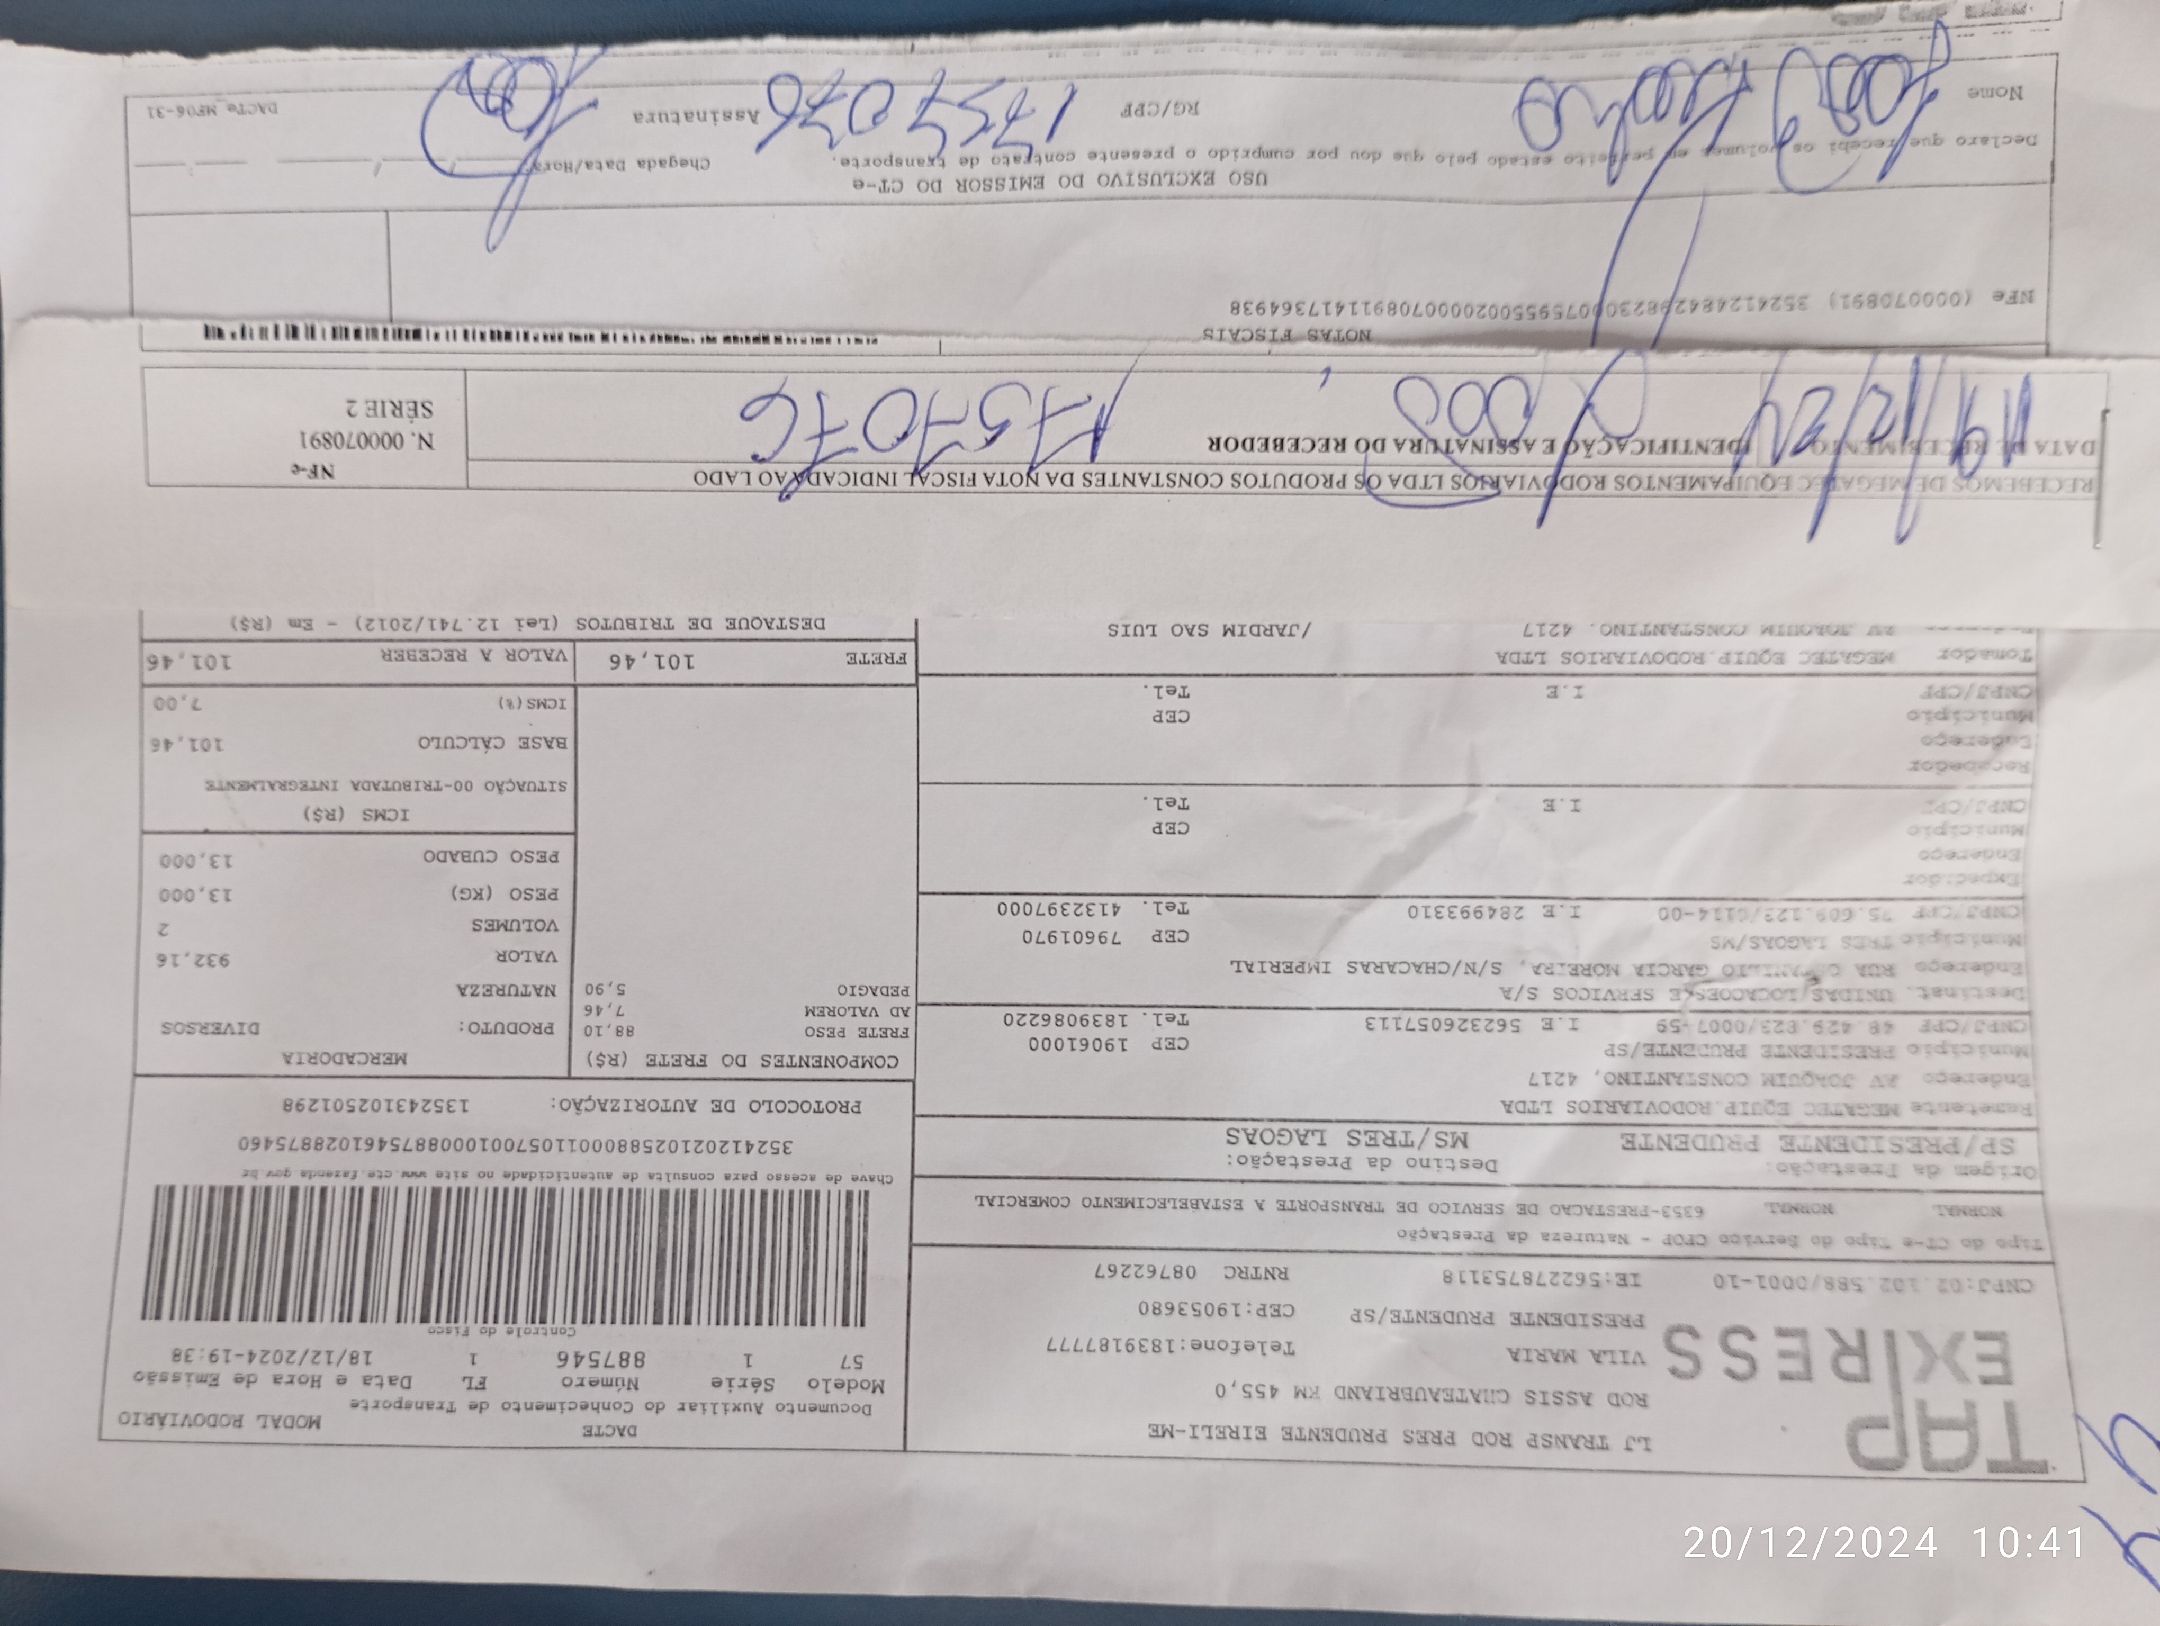 TAP
EXPRESS
LJ TRANSP ROD PRES PRUDENTE EIRELI-ME
ROD ASSIS CHATEAUBRIAND KM 455,0
VILA MARIA Telefone:1839187777
PRESIDENTE PRUDENTE/SP CEP:19053680
CNPJ:02.102.588/0001-10 IE:562278753118 RNTRC 08762267
DACTE MODAL RODOVIÁRIO
Documento Auxiliar do Conhecimento de Transporte
Modelo Série Número FL Data e Hora de Emissão
57 1 887546 1 18/12/2024-19:38
Controle do Fisco
Chave de acesso para consulta de autenticidade no site www.cte.fazenda.gov.br
35241202102588000110570010008875461028875460
PROTOCOLO DE AUTORIZAÇÃO: 135243102501298
Tipo do CT-e Tipo do Serviço CFOP - Natureza da Prestação
NORMAL NORMAL 6353-PRESTACAO DE SERVICO DE TRANSPORTE A ESTABELECIMENTO COMERCIAL
Origem da Prestação: Destino da Prestação:
SP/PRESIDENTE PRUDENTE MS/TRES LAGOAS
Remetente MEGATEC EQUIP.RODOVIARIOS LTDA
Endereço AV JOAQUIM CONSTANTINO, 4217
Município PRESIDENTE PRUDENTE/SP CEP 19061000
CNPJ/CPF 48.429.823/0007-59 I.E 562326057113 Tel. 1839086220
Destinat. UNIDAS LOCACOES E SERVICOS S/A
Endereço RUA GARCIA MOREIRA, S/N/CHACARAS IMPERIAL
Município TRES LAGOAS/MS CEP 79601970
CNPJ/CPF 75.609.123/0114-00 I.E 284993310 Tel. 4132397000
Expedidor
Endereço
Município CEP
CNPJ/CPF I.E Tel.
Recebedor
Endereço
Município CEP
CNPJ/CPF I.E Tel.
Tomador MEGATEC EQUIP.RODOVIARIOS LTDA
AV JOAQUIM CONSTANTINO, 4217 /JARDIM SAO LUIS
COMPONENTES DO FRETE (R$)
FRETE PESO 88,10
AD VALOREM 7,46
PEDAGIO 5,90
FRETE 101,46
MERCADORIA
PRODUTO: DIVERSOS
NATUREZA
VALOR 932,16
VOLUMES 2
PESO (KG) 13,000
PESO CUBADO 13,000
ICMS (R$)
SITUAÇÃO 00-TRIBUTADA INTEGRALMENTE
BASE CÁLCULO 101,46
ICMS(%) 7,00
VALOR A RECEBER 101,46
DESTAQUE DE TRIBUTOS (Lei 12.741/2012) - Em (R$)
RECEBEMOS DE MEGATEC EQUIPAMENTOS RODOVIARIOS LTDA OS PRODUTOS CONSTANTES DA NOTA FISCAL INDICADA AO LADO
DATA DE RECEBIMENTO IDENTIFICAÇÃO E ASSINATURA DO RECEBEDOR
19/12/24 17571076
NF-e
N. 000070891
SÉRIE 2
NOTAS FISCAIS
NFe (000070891) 35241248429823000759550020000708911417364938
USO EXCLUSIVO DO EMISSOR DO CT-e
Declaro que recebi os volumes em perfeito estado pelo que dou por cumprido o presente contrato de transporte. Chegada Data/Hora
Nome RG/CPF Assinatura
DACTe_MF06-31
20/12/2024 10:41